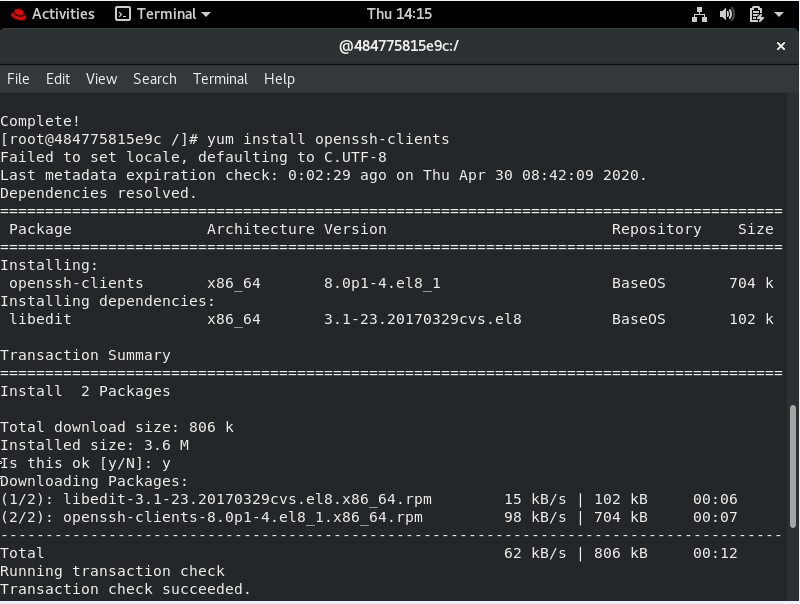 Activities Terminal Thu 14:15
@484775815e9c:/
File Edit View Search Terminal Help
Complete!
[root@484775815e9c /]# yum install openssh-clients
Failed to set locale, defaulting to C.UTF-8
Last metadata expiration check: 0:02:29 ago on Thu Apr 30 08:42:09 2020.
Dependencies resolved.
================================================================================
Package Architecture Version Repository Size
================================================================================
Installing:
openssh-clients x86_64 8.0p1-4.el8_1 BaseOS 704 k
Installing dependencies:
libedit x86_64 3.1-23.20170329cvs.el8 BaseOS 102 k
Transaction Summary
================================================================================
Install 2 Packages
Total download size: 806 k
Installed size: 3.6 M
Is this ok [y/N]: y
Downloading Packages:
(1/2): libedit-3.1-23.20170329cvs.el8.x86_64.rpm 15 kB/s | 102 kB 00:06
(2/2): openssh-clients-8.0p1-4.el8_1.x86_64.rpm 98 kB/s | 704 kB 00:07
--------------------------------------------------------------------------------
Total 62 kB/s | 806 kB 00:12
Running transaction check
Transaction check succeeded.